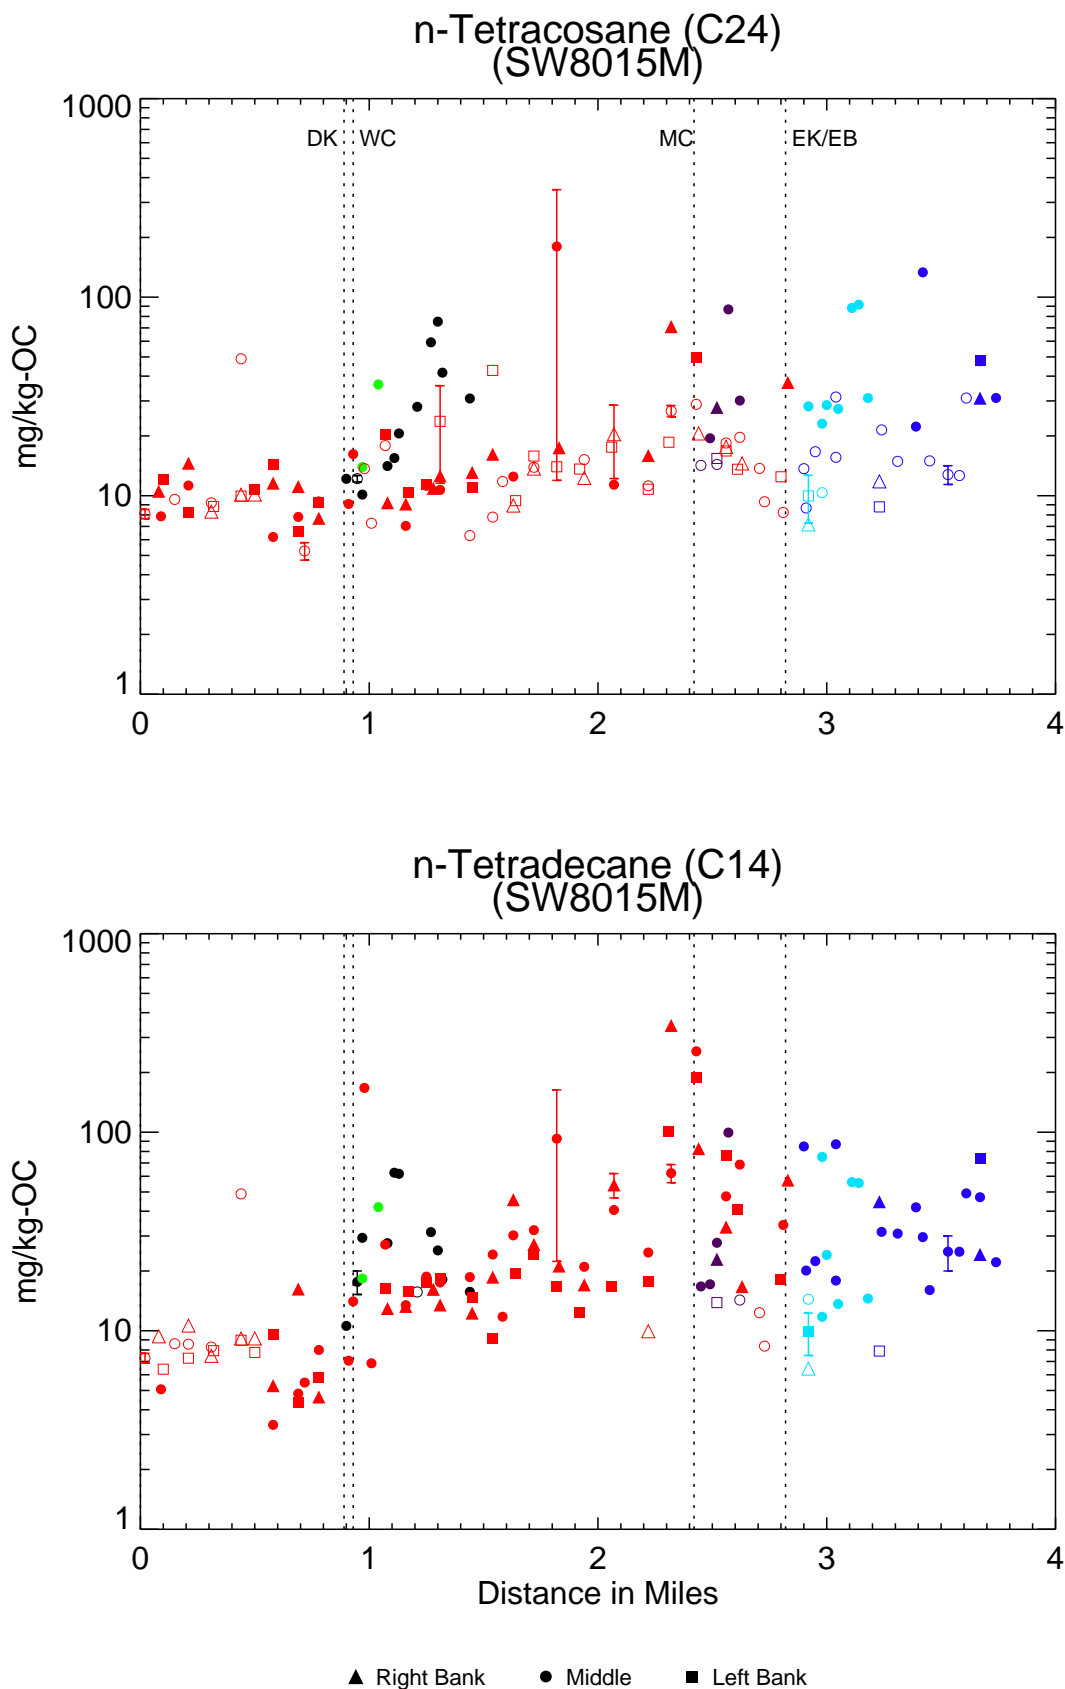 n-Tetracosane (C24)
(SW8015M)
1000
DK
WC
MC
EK/EB
100
mg/kg-OC
10
1
0 1 2 3 4
n-Tetradecane (C14)
(SW8015M)
1000
100
mg/kg-OC
10
1
0 1 2 3 4
Distance in Miles
Right Bank Middle Left Bank